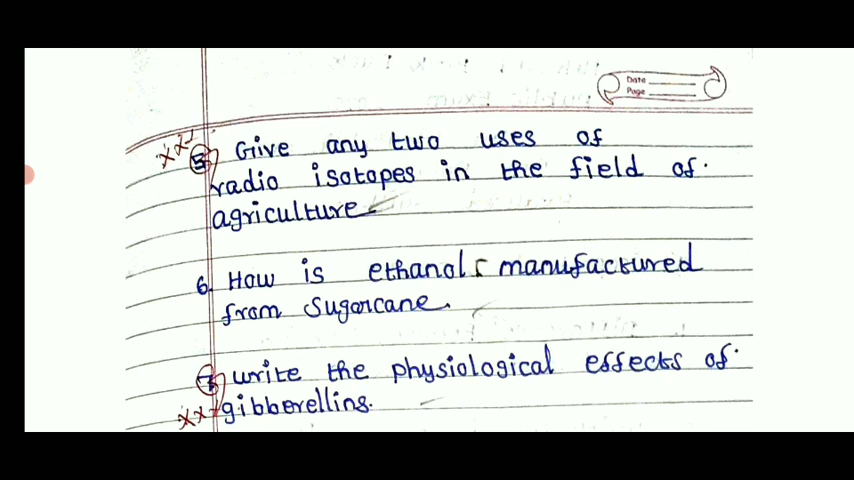 Date
Page
5 Give any two uses of
radio isotopes in the field of
agriculture
6. How is ethanol manufactured
from sugarcane.
7 write the physiological effects of
gibberellins.